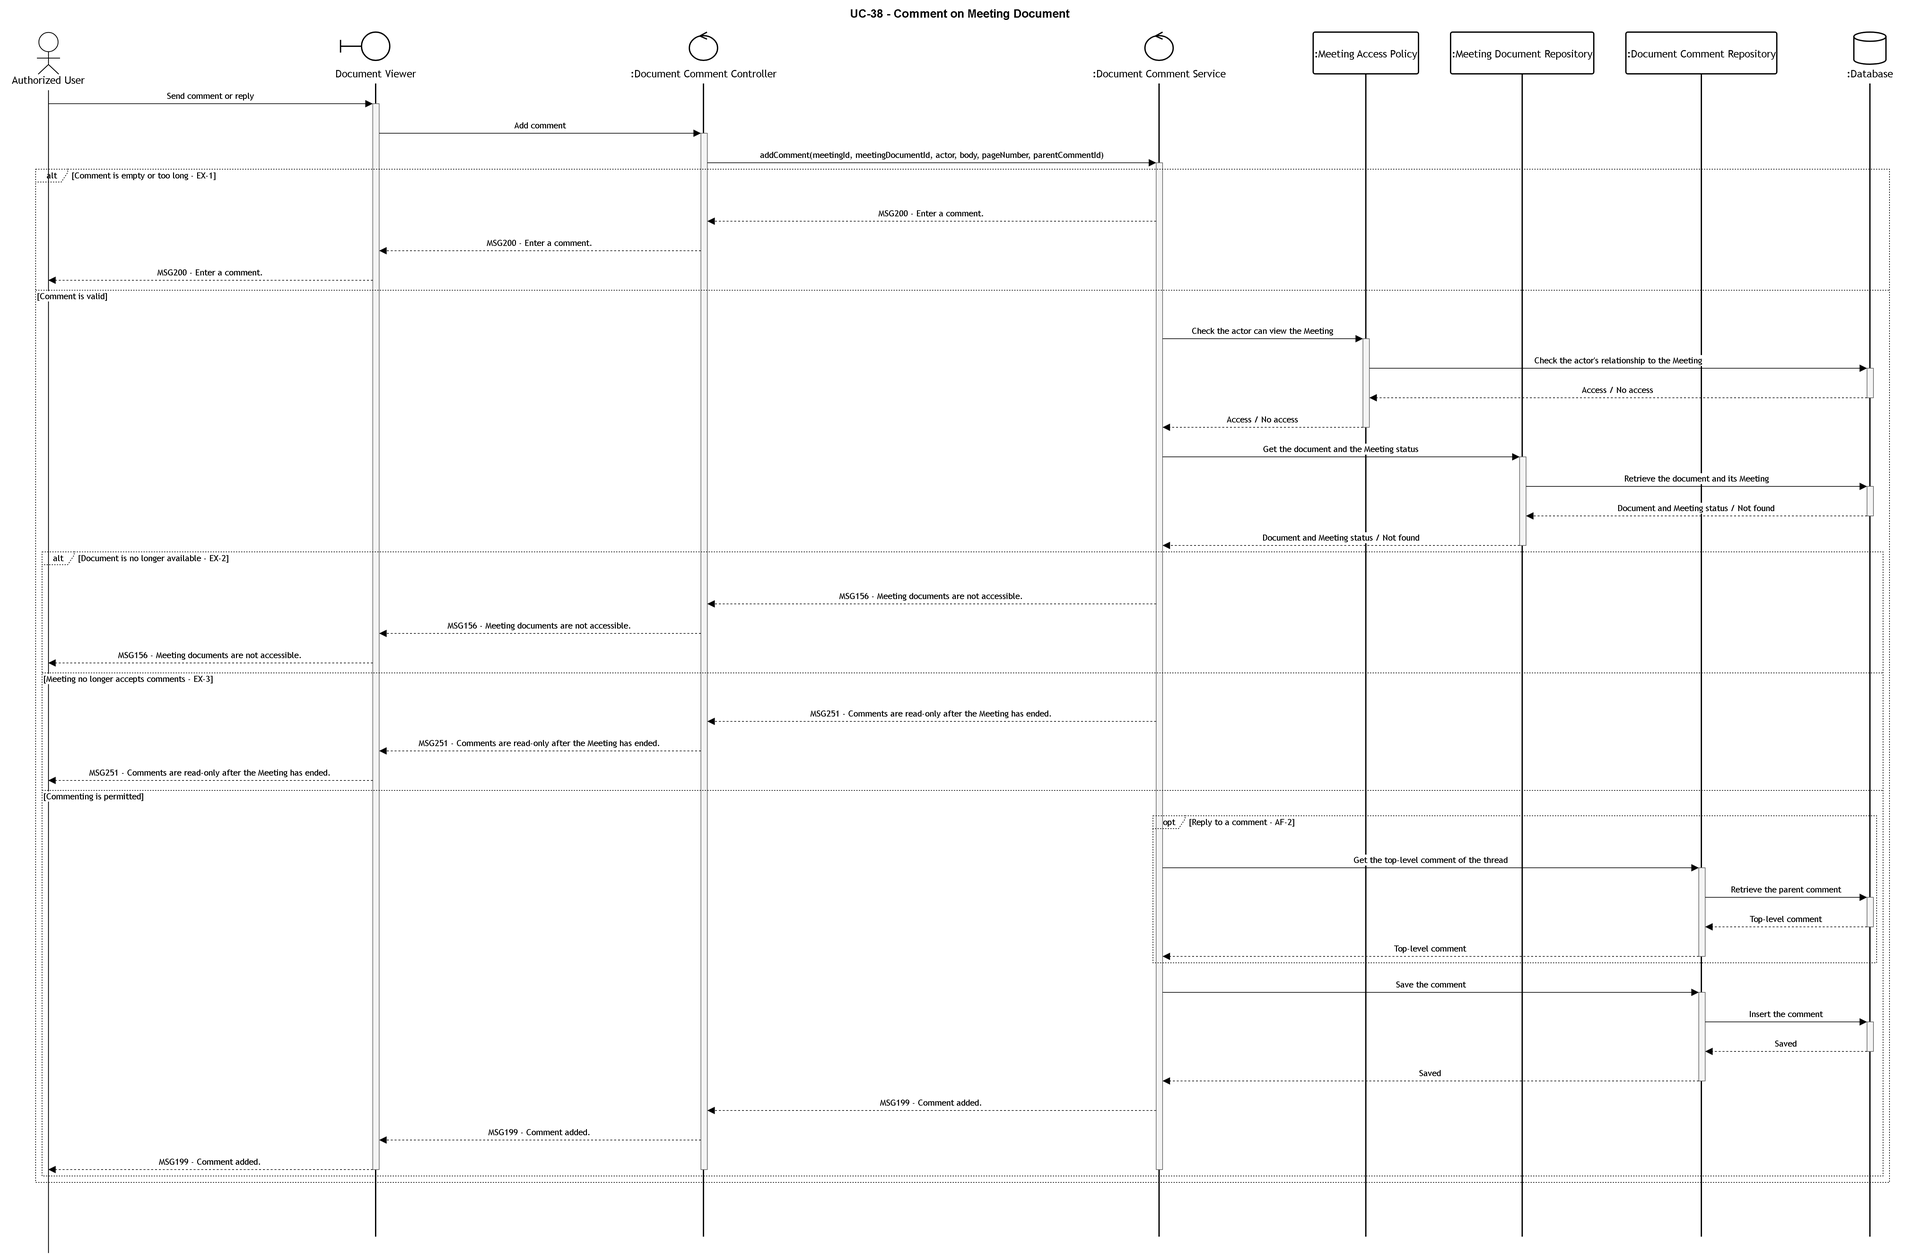 UC-38 - Comment on Meeting Document
Authorized User
Document Viewer
:Document Comment Controller
:Document Comment Service
:Meeting Access Policy
:Meeting Document Repository
:Document Comment Repository
:Database
Send comment or reply
Add comment
addComment(meetingId, meetingDocumentId, actor, body, pageNumber, parentCommentId)
alt [Comment is empty or too long - EX-1]
MSG200 - Enter a comment.
MSG200 - Enter a comment.
MSG200 - Enter a comment.
[Comment is valid]
Check the actor can view the Meeting
Check the actor's relationship to the Meeting
Access / No access
Access / No access
Get the document and the Meeting status
Retrieve the document and its Meeting
Document and Meeting status / Not found
Document and Meeting status / Not found
alt [Document is no longer available - EX-2]
MSG156 - Meeting documents are not accessible.
MSG156 - Meeting documents are not accessible.
MSG156 - Meeting documents are not accessible.
[Meeting no longer accepts comments - EX-3]
MSG251 - Comments are read-only after the Meeting has ended.
MSG251 - Comments are read-only after the Meeting has ended.
MSG251 - Comments are read-only after the Meeting has ended.
[Commenting is permitted]
opt [Reply to a comment - AF-2]
Get the top-level comment of the thread
Retrieve the parent comment
Top-level comment
Top-level comment
Save the comment
Insert the comment
Saved
Saved
MSG199 - Comment added.
MSG199 - Comment added.
MSG199 - Comment added.